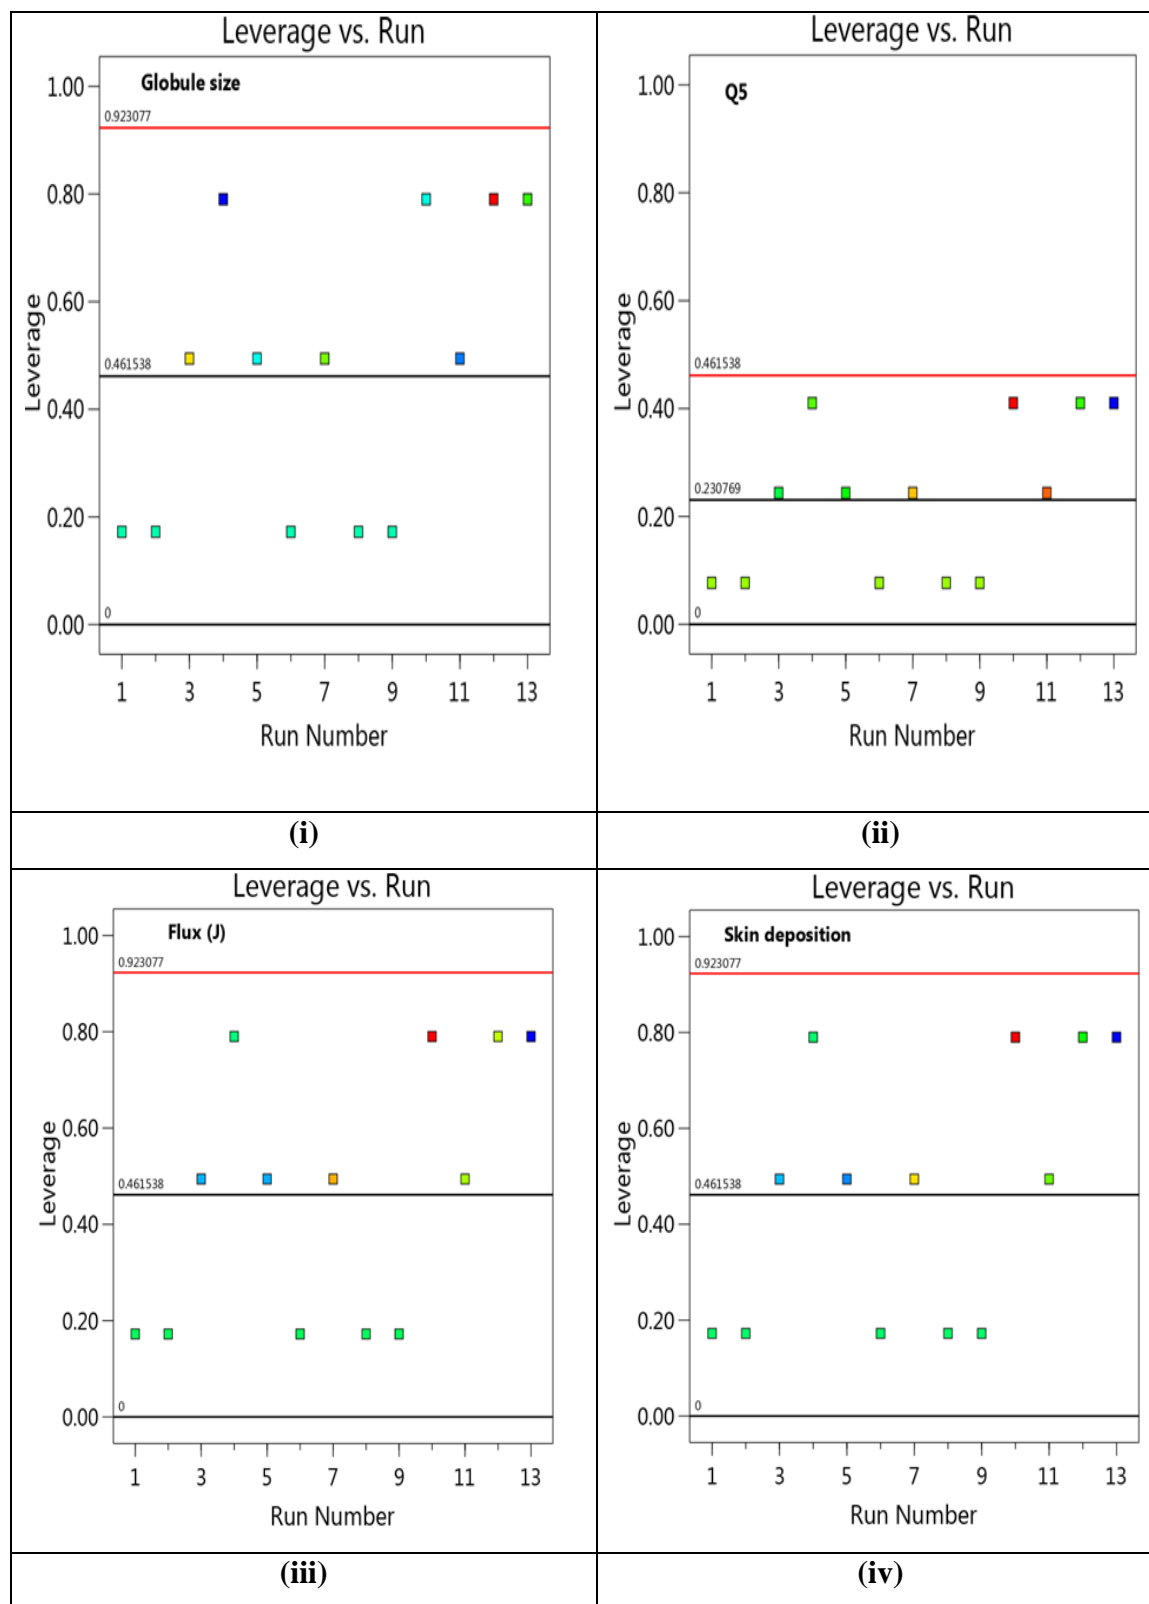 Leverage vs. Run
Globule size
1.00
0.923077
0.80
0.60
0.461538
0.40
0.20
0
0.00
Leverage
1 3 5 7 9 11 13
Run Number
(i)
Leverage vs. Run
Q5
1.00
0.80
0.60
0.461538
0.40
0.230769
0.20
0
0.00
Leverage
1 3 5 7 9 11 13
Run Number
(ii)
Leverage vs. Run
Flux (J)
1.00
0.923077
0.80
0.60
0.461538
0.40
0.20
0
0.00
Leverage
1 3 5 7 9 11 13
Run Number
(iii)
Leverage vs. Run
Skin deposition
1.00
0.923077
0.80
0.60
0.461538
0.40
0.20
0
0.00
Leverage
1 3 5 7 9 11 13
Run Number
(iv)